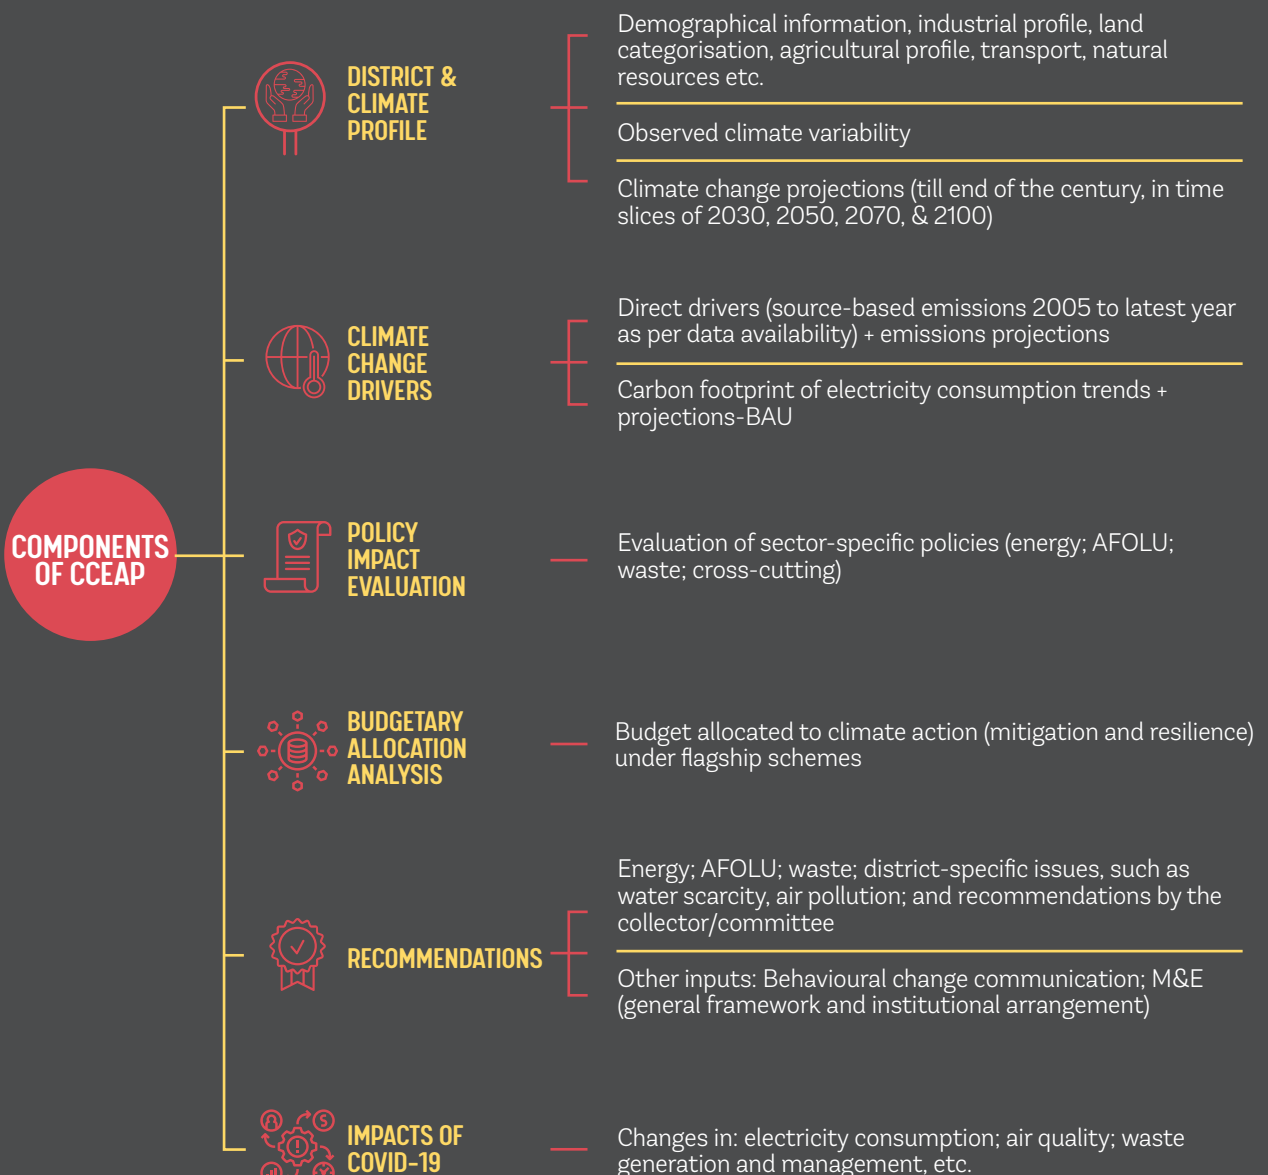 COMPONENTS
OF CCEAP
DISTRICT &
CLIMATE
PROFILE
Demographical information, industrial profile, land
categorisation, agricultural profile, transport, natural
resources etc.
Observed climate variability
Climate change projections (till end of the century, in time
slices of 2030, 2050, 2070, & 2100)
CLIMATE
CHANGE
DRIVERS
Direct drivers (source-based emissions 2005 to latest year
as per data availability) + emissions projections
Carbon footprint of electricity consumption trends +
projections-BAU
POLICY
IMPACT
EVALUATION
Evaluation of sector-specific policies (energy; AFOLU;
waste; cross-cutting)
BUDGETARY
ALLOCATION
ANALYSIS
Budget allocated to climate action (mitigation and resilience)
under flagship schemes
RECOMMENDATIONS
Energy; AFOLU; waste; district-specific issues, such as
water scarcity, air pollution; and recommendations by the
collector/committee
Other inputs: Behavioural change communication; M&E
(general framework and institutional arrangement)
IMPACTS OF
COVID-19
Changes in: electricity consumption; air quality; waste
generation and management, etc.